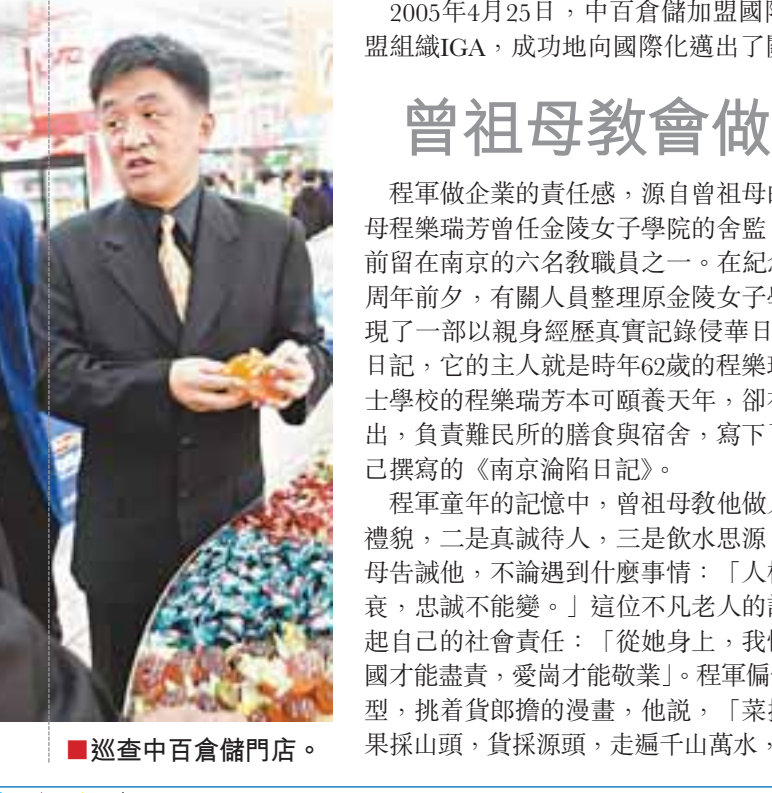 2005年4月25日，中百倉儲加盟國際
盟組織IGA，成功地向國際化邁出了關
曾祖母教會做
程軍做企業的責任感，源自曾祖母的
母程樂瑞芳曾任金陵女子學院的舍監
前留在南京的六名教職員之一。在紀念
周年前夕，有關人員整理原金陵女子學
現了一部以親身經歷真實記錄侵華日
日記，它的主人就是時年62歲的程樂瑞
士學校的程樂瑞芳本可頤養天年，卻
出，負責難民所的膳食與宿舍，寫下了
己撰寫的《南京淪陷日記》。
程軍童年的記憶中，曾祖母教他做人
禮貌，二是真誠待人，三是飲水思源
母告誡他，不論遇到什麼事情：「人
衰，忠誠不能變。」這位不凡老人的
起自己的社會責任：「從她身上，我
國才能盡責，愛崗才能敬業」。程軍偏
型，挑着貨郎擔的漫畫，他説，「菜採
果採山頭，貨採源頭，走遍千山萬水，
■巡查中百倉儲門店。